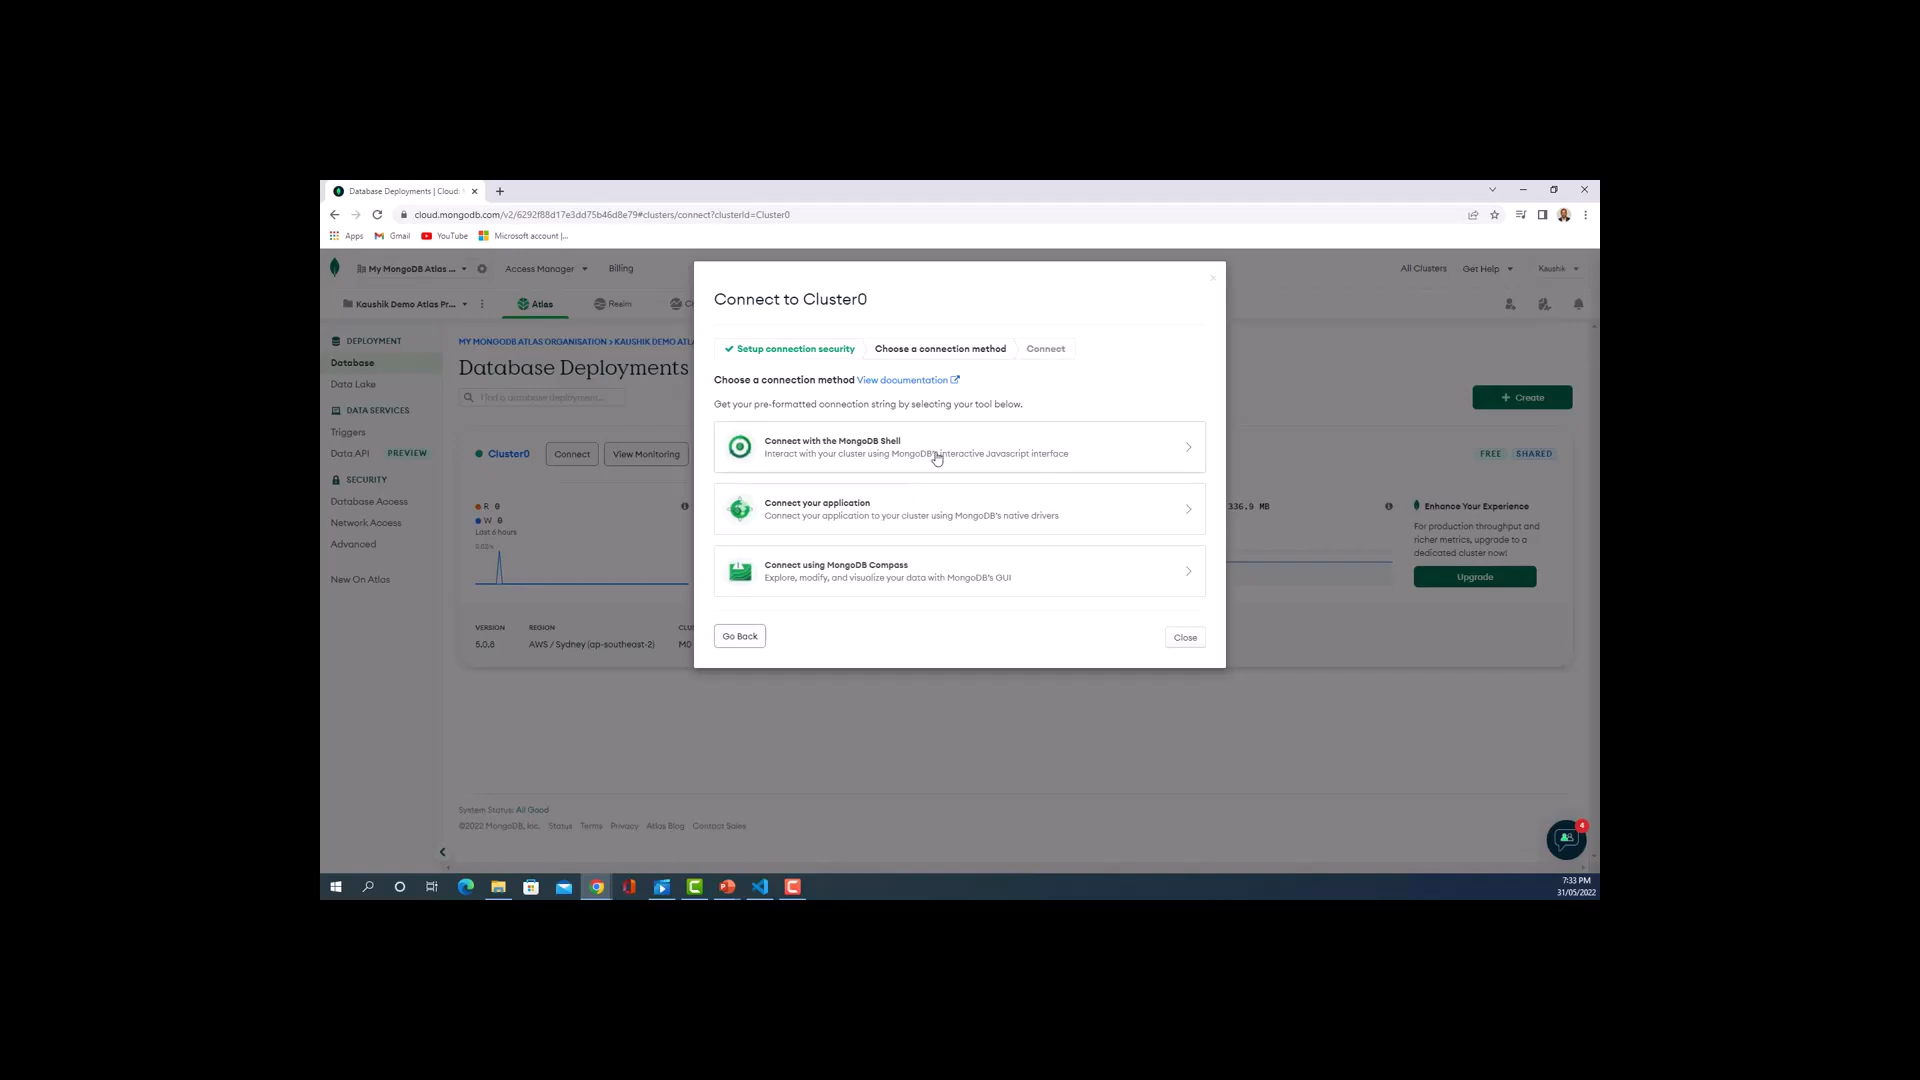 Database Deployments | Cloud:
cloud.mongodb.com/v2/6292f88d17e3dd75b46d8e79#clusters/connect?clusterId=Cluster0
Apps Gmail YouTube Microsoft account |...
My MongoDB Atlas ... Access Manager Billing
All Clusters Get Help Kaushik
Kaushik Demo Atlas Pr... Atlas Realm
DEPLOYMENT
Database
Data Lake
DATA SERVICES
Triggers
Data API PREVIEW
SECURITY
Database Access
Network Access
Advanced
New On Atlas
MY MONGODB ATLAS ORGANISATION > KAUSHIK DEMO ATLA
Database Deployments
Find a database deployment...
+ Create
Cluster0 Connect View Monitoring
FREE SHARED
R 0
W 0
Last 6 hours
0.02/s
336.9 MB
Enhance Your Experience
For production throughput and
richer metrics, upgrade to a
dedicated cluster now!
Upgrade
VERSION REGION CLU
5.0.8 AWS / Sydney (ap-southeast-2) M0
System Status: All Good
©2022 MongoDB, Inc. Status Terms Privacy Atlas Blog Contact Sales
Connect to Cluster0
Setup connection security Choose a connection method Connect
Choose a connection method View documentation
Get your pre-formatted connection string by selecting your tool below.
Connect with the MongoDB Shell
Interact with your cluster using MongoDB's interactive Javascript interface
Connect your application
Connect your application to your cluster using MongoDB's native drivers
Connect using MongoDB Compass
Explore, modify, and visualize your data with MongoDB's GUI
Go Back Close
4
7:33 PM
31/05/2022